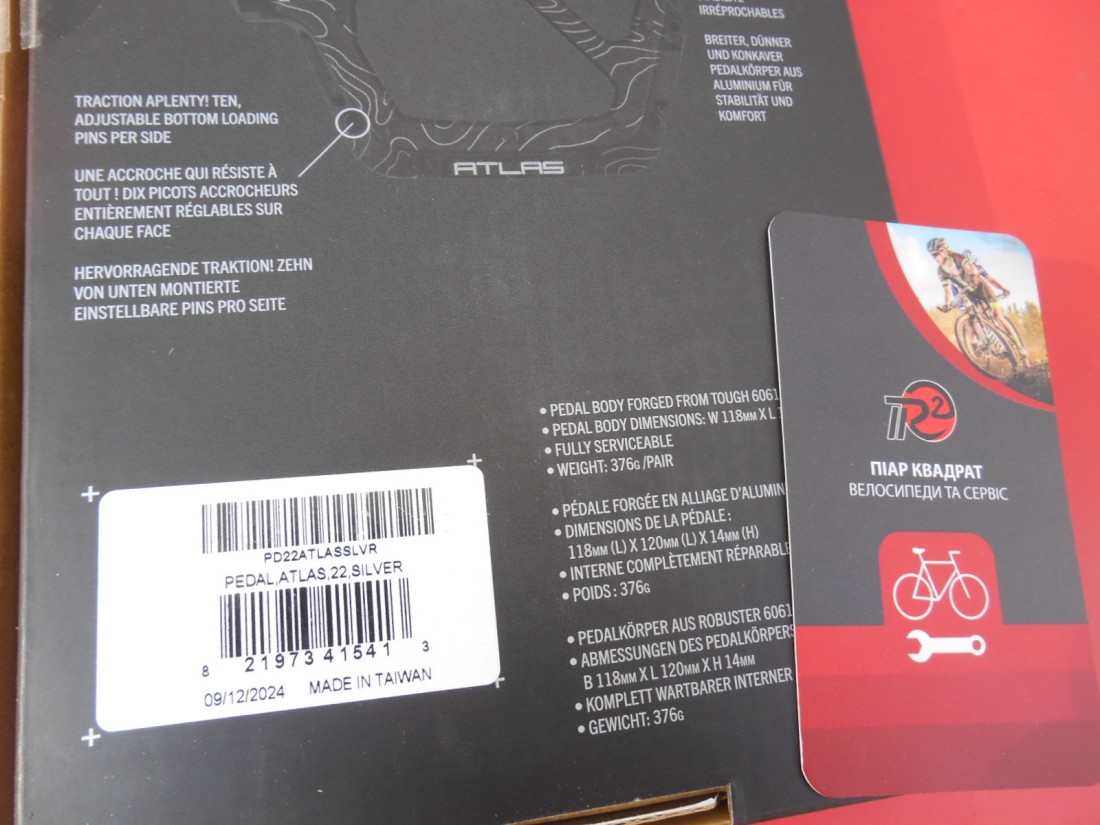 IRRÉPROCHABLES
BREITER, DÜNNER
UND KONKAVER
PEDALKÖRPER AUS
ALUMINIUM FÜR
STABILITÄT UND
KOMFORT
TRACTION APLENTY! TEN,
ADJUSTABLE BOTTOM LOADING
PINS PER SIDE
UNE ACCROCHE QUI RÉSISTE À
TOUT ! DIX PICOTS ACCROCHEURS
ENTIÈREMENT RÉGLABLES SUR
CHAQUE FACE
HERVORRAGENDE TRAKTION! ZEHN
VON UNTEN MONTIERTE
EINSTELLBARE PINS PRO SEITE
ATLAS
• PEDAL BODY FORGED FROM TOUGH 6061
• PEDAL BODY DIMENSIONS: W 118MM X L
• FULLY SERVICEABLE
• WEIGHT: 376G/PAIR
• PÉDALE FORGÉE EN ALLIAGE D'ALUMIN
• DIMENSIONS DE LA PÉDALE :
118MM (L) X 120MM (L) X 14MM (H)
• INTERNE COMPLÈTEMENT RÉPARABLE
• POIDS : 376G
• PEDALKÖRPER AUS ROBUSTER 6061
• ABMESSUNGEN DES PEDALKÖRPERS
B 118MM X L 120MM X H 14MM
• KOMPLETT WARTBARER INTERNER
• GEWICHT: 376G
PD22ATLASSLVR
PEDAL,ATLAS,22,SILVER
8 21973 41541 3
09/12/2024 MADE IN TAIWAN
ПR2
ПІАР КВАДРАТ
ВЕЛОСИПЕДИ ТА СЕРВІС